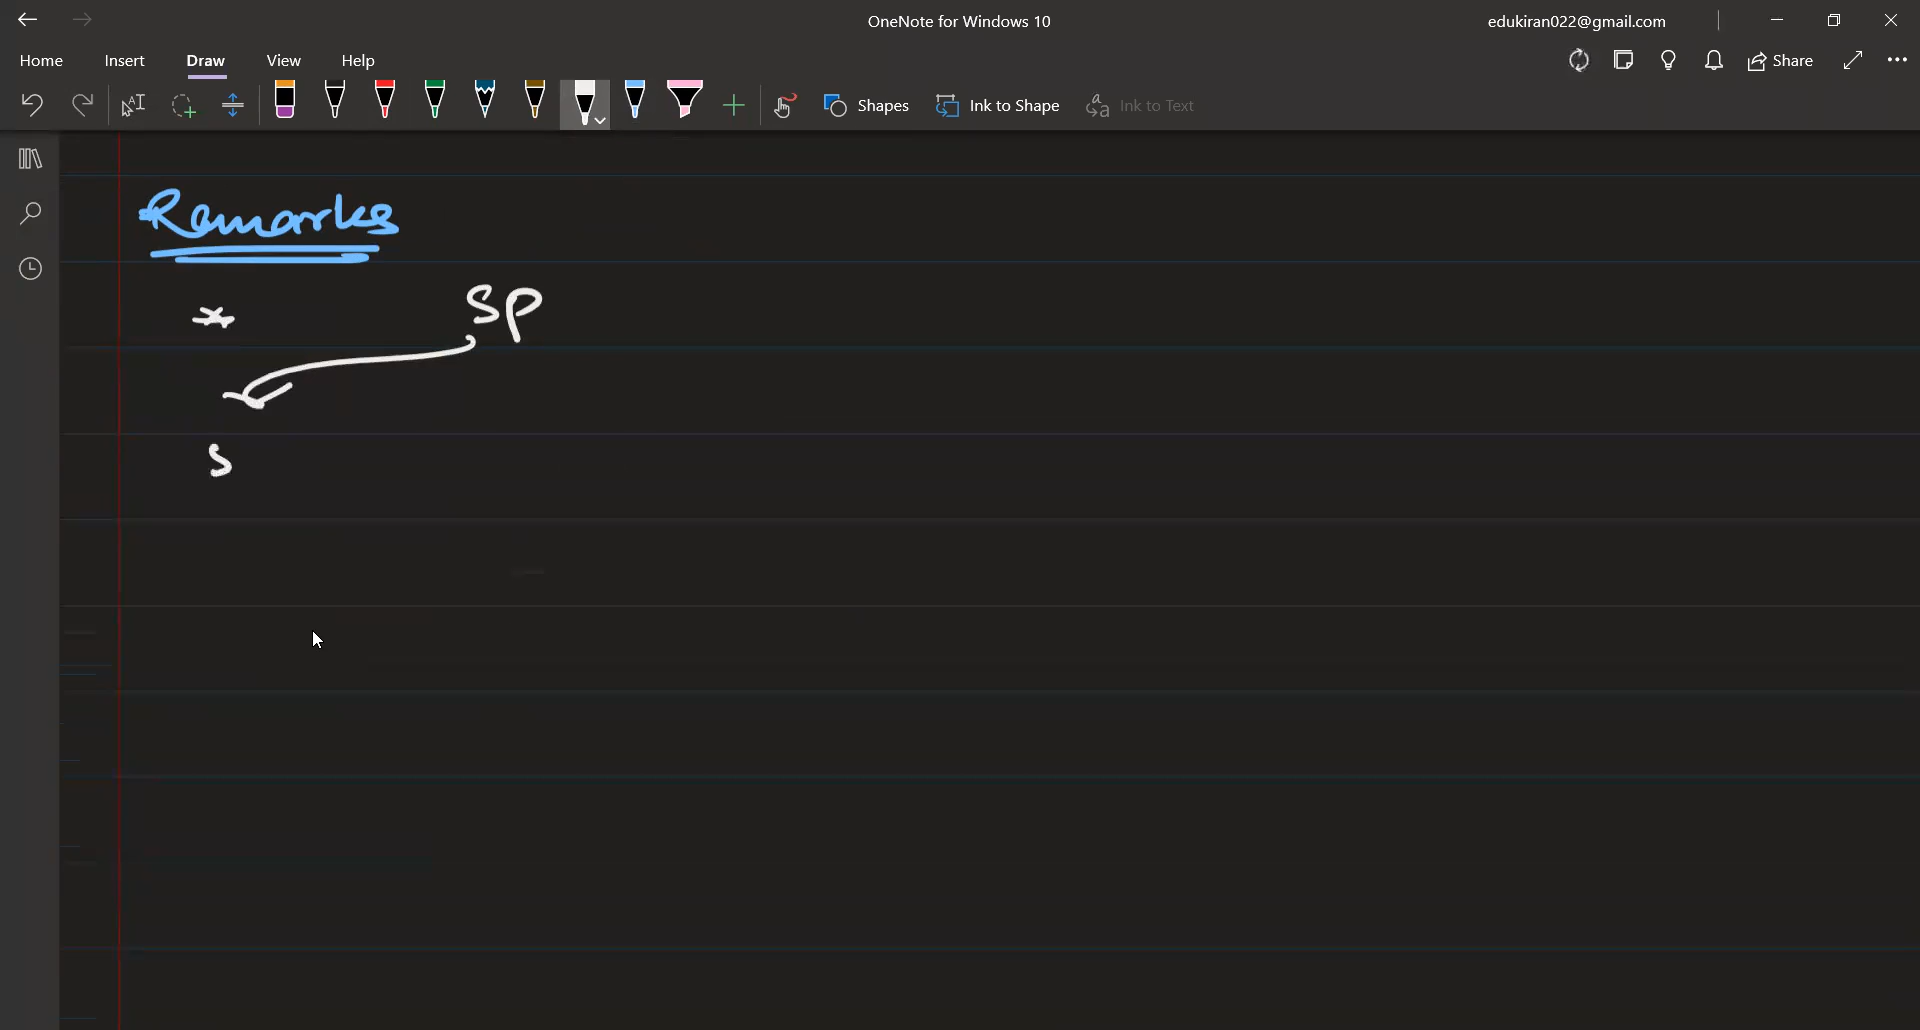 OneNote for Windows 10
edukiran022@gmail.com
Home Insert Draw View Help
Share
Shapes Ink to Shape Ink to Text
Remarks
* SP
S